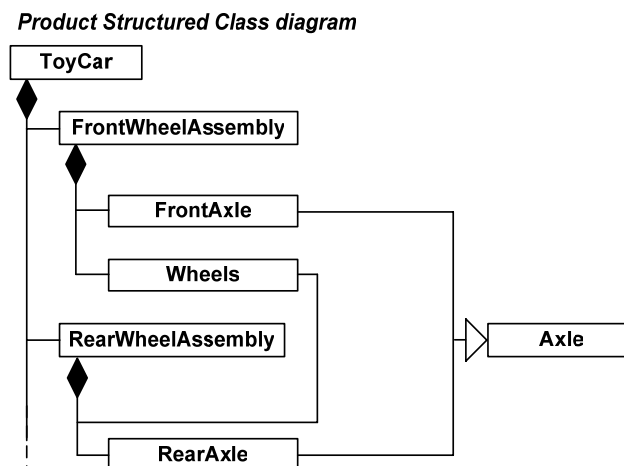 Product Structured Class diagram
ToyCar
FrontWheelAssembly
FrontAxle
Wheels
RearWheelAssembly
Axle
RearAxle